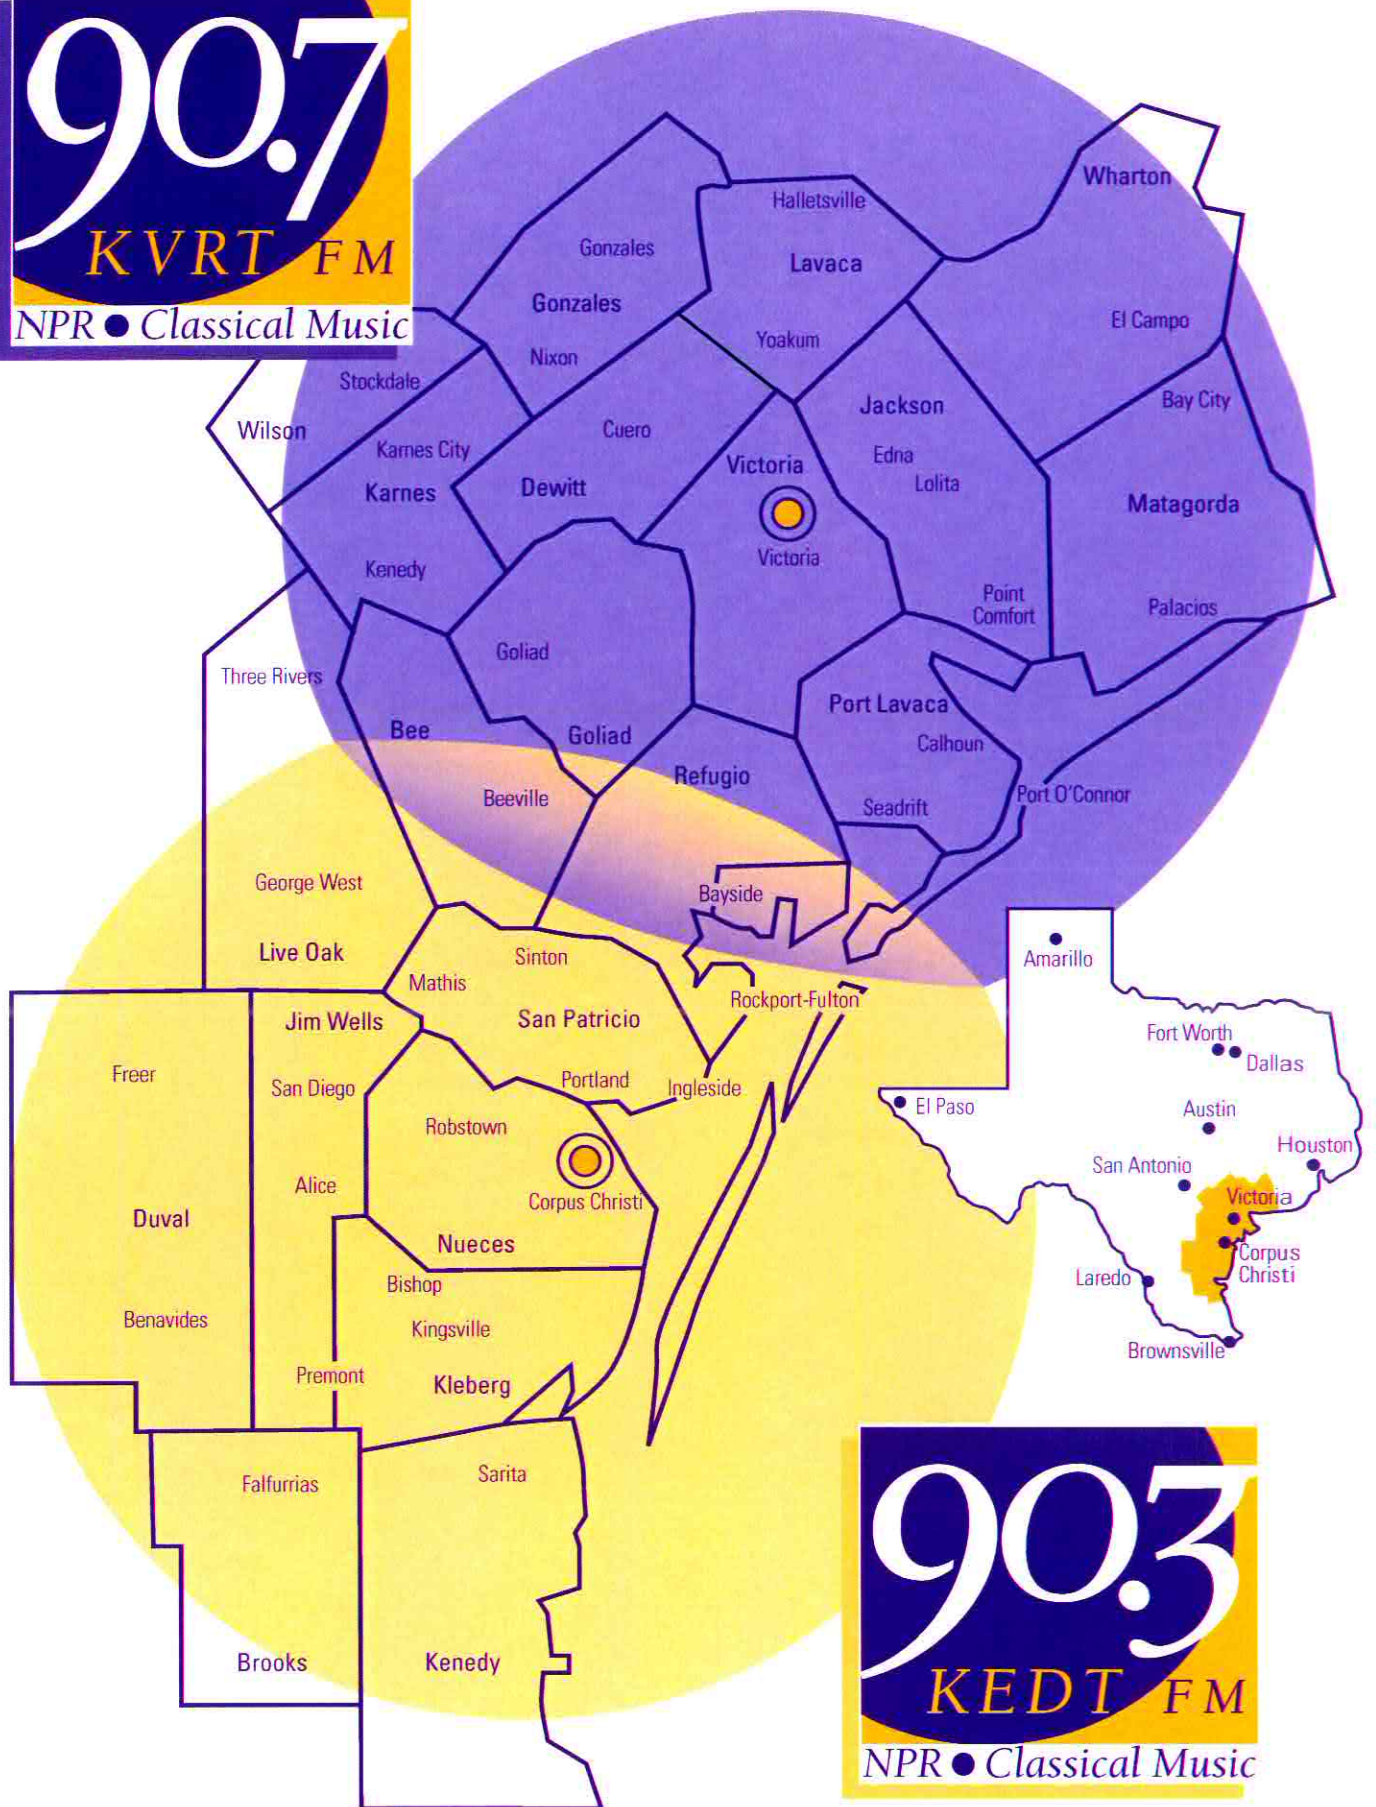 90.7
KVRT FM
NPR ● Classical Music
Wharton
Halletsville
Gonzales
Lavaca
Gonzales
El Campo
Yoakum
Nixon
Stockdale
Bay City
Jackson
Wilson
Cuero
Karnes City
Edna
Victoria
Lolita
Karnes
Dewitt
Matagorda
Victoria
Kenedy
Point
Comfort
Palacios
Goliad
Three Rivers
Port Lavaca
Bee
Goliad
Calhoun
Refugio
Beeville
Port O'Connor
Seadrift
George West
Bayside
Live Oak
Sinton
Mathis
Rockport-Fulton
San Patricio
Jim Wells
Freer
San Diego
Portland
Ingleside
Robstown
Alice
Corpus Christi
Duval
Nueces
Bishop
Benavides
Kingsville
Premont
Kleberg
Sarita
Falfurrias
Brooks
Kenedy
Amarillo
Fort Worth
Dallas
El Paso
Austin
Houston
San Antonio
Victoria
Corpus
Christi
Laredo
Brownsville
90.3
KEDT FM
NPR ● Classical Music